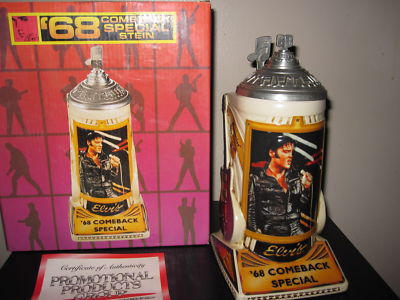 '68 COMEBACK
SPECIAL
STEIN
Elvis
'68 COMEBACK
SPECIAL
Elvis
'68 COMEBACK
SPECIAL
Certificate of Authenticity
PROMOTIONAL
PRODUCTS